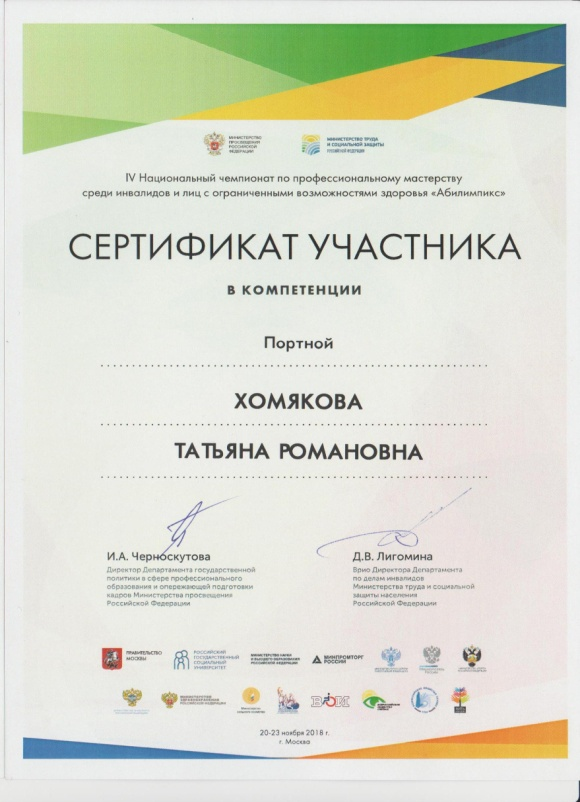 МИНИСТЕРСТВО
ПРОСВЕЩЕНИЯ
РОССИЙСКОЙ
ФЕДЕРАЦИИ
МИНИСТЕРСТВО ТРУДА
И СОЦИАЛЬНОЙ ЗАЩИТЫ
РОССИЙСКОЙ ФЕДЕРАЦИИ
IV Национальный чемпионат по профессиональному мастерству
среди инвалидов и лиц с ограниченными возможностями здоровья «Абилимпикс»
СЕРТИФИКАТ УЧАСТНИКА
В КОМПЕТЕНЦИИ
Портной
ХОМЯКОВА
ТАТЬЯНА РОМАНОВНА
И.А. Черноскутова
Директор Департамента государственной
политики в сфере профессионального
образования и опережающей подготовки
кадров Министерства просвещения
Российской Федерации
Д.В. Лигомина
Врио Директора Департамента
по делам инвалидов
Министерства труда и социальной
защиты населения
Российской Федерации
ПРАВИТЕЛЬСТВО
МОСКВЫ
РОССИЙСКИЙ
ГОСУДАРСТВЕННЫЙ
СОЦИАЛЬНЫЙ
УНИВЕРСИТЕТ
МИНИСТЕРСТВО НАУКИ
И ВЫСШЕГО ОБРАЗОВАНИЯ
РОССИЙСКОЙ ФЕДЕРАЦИИ
МИНПРОМТОРГ
РОССИИ
МИНИСТЕРСТВО
ЗДРАВООХРАНЕНИЯ
РОССИЙСКОЙ ФЕДЕРАЦИИ
ВОИ
20-23 ноября 2018 г.
г. Москва